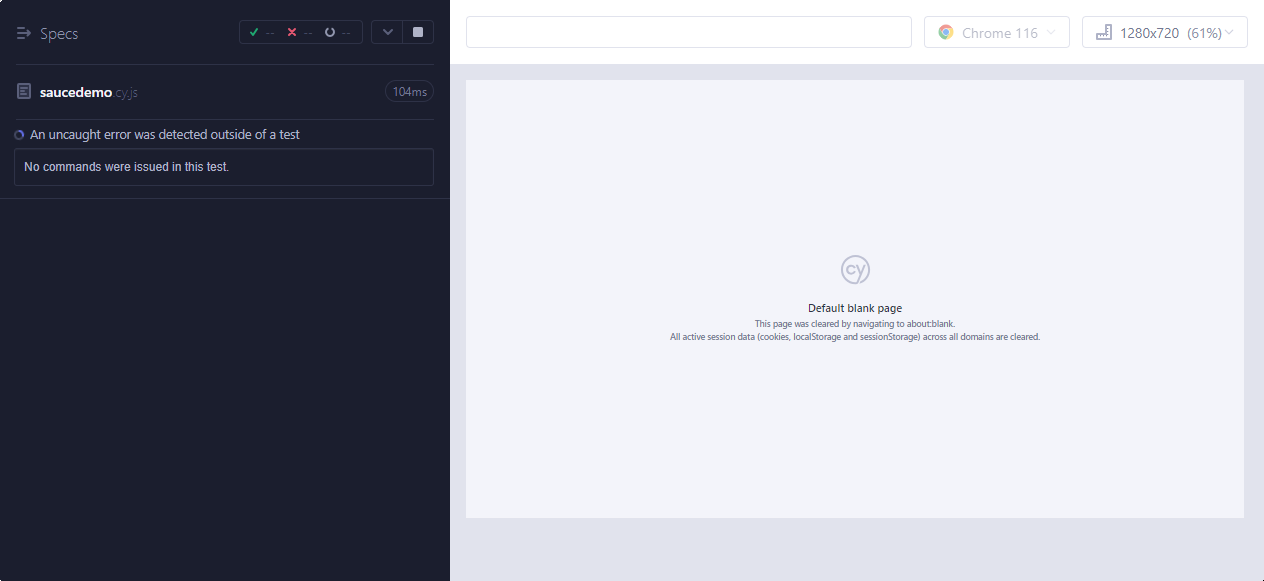 Specs
-- -- --
saucedemo.cy.js
104ms
An uncaught error was detected outside of a test
No commands were issued in this test.
Chrome 116
1280x720 (61%)
cy
Default blank page
This page was cleared by navigating to about:blank.
All active session data (cookies, localStorage and sessionStorage) across all domains are cleared.